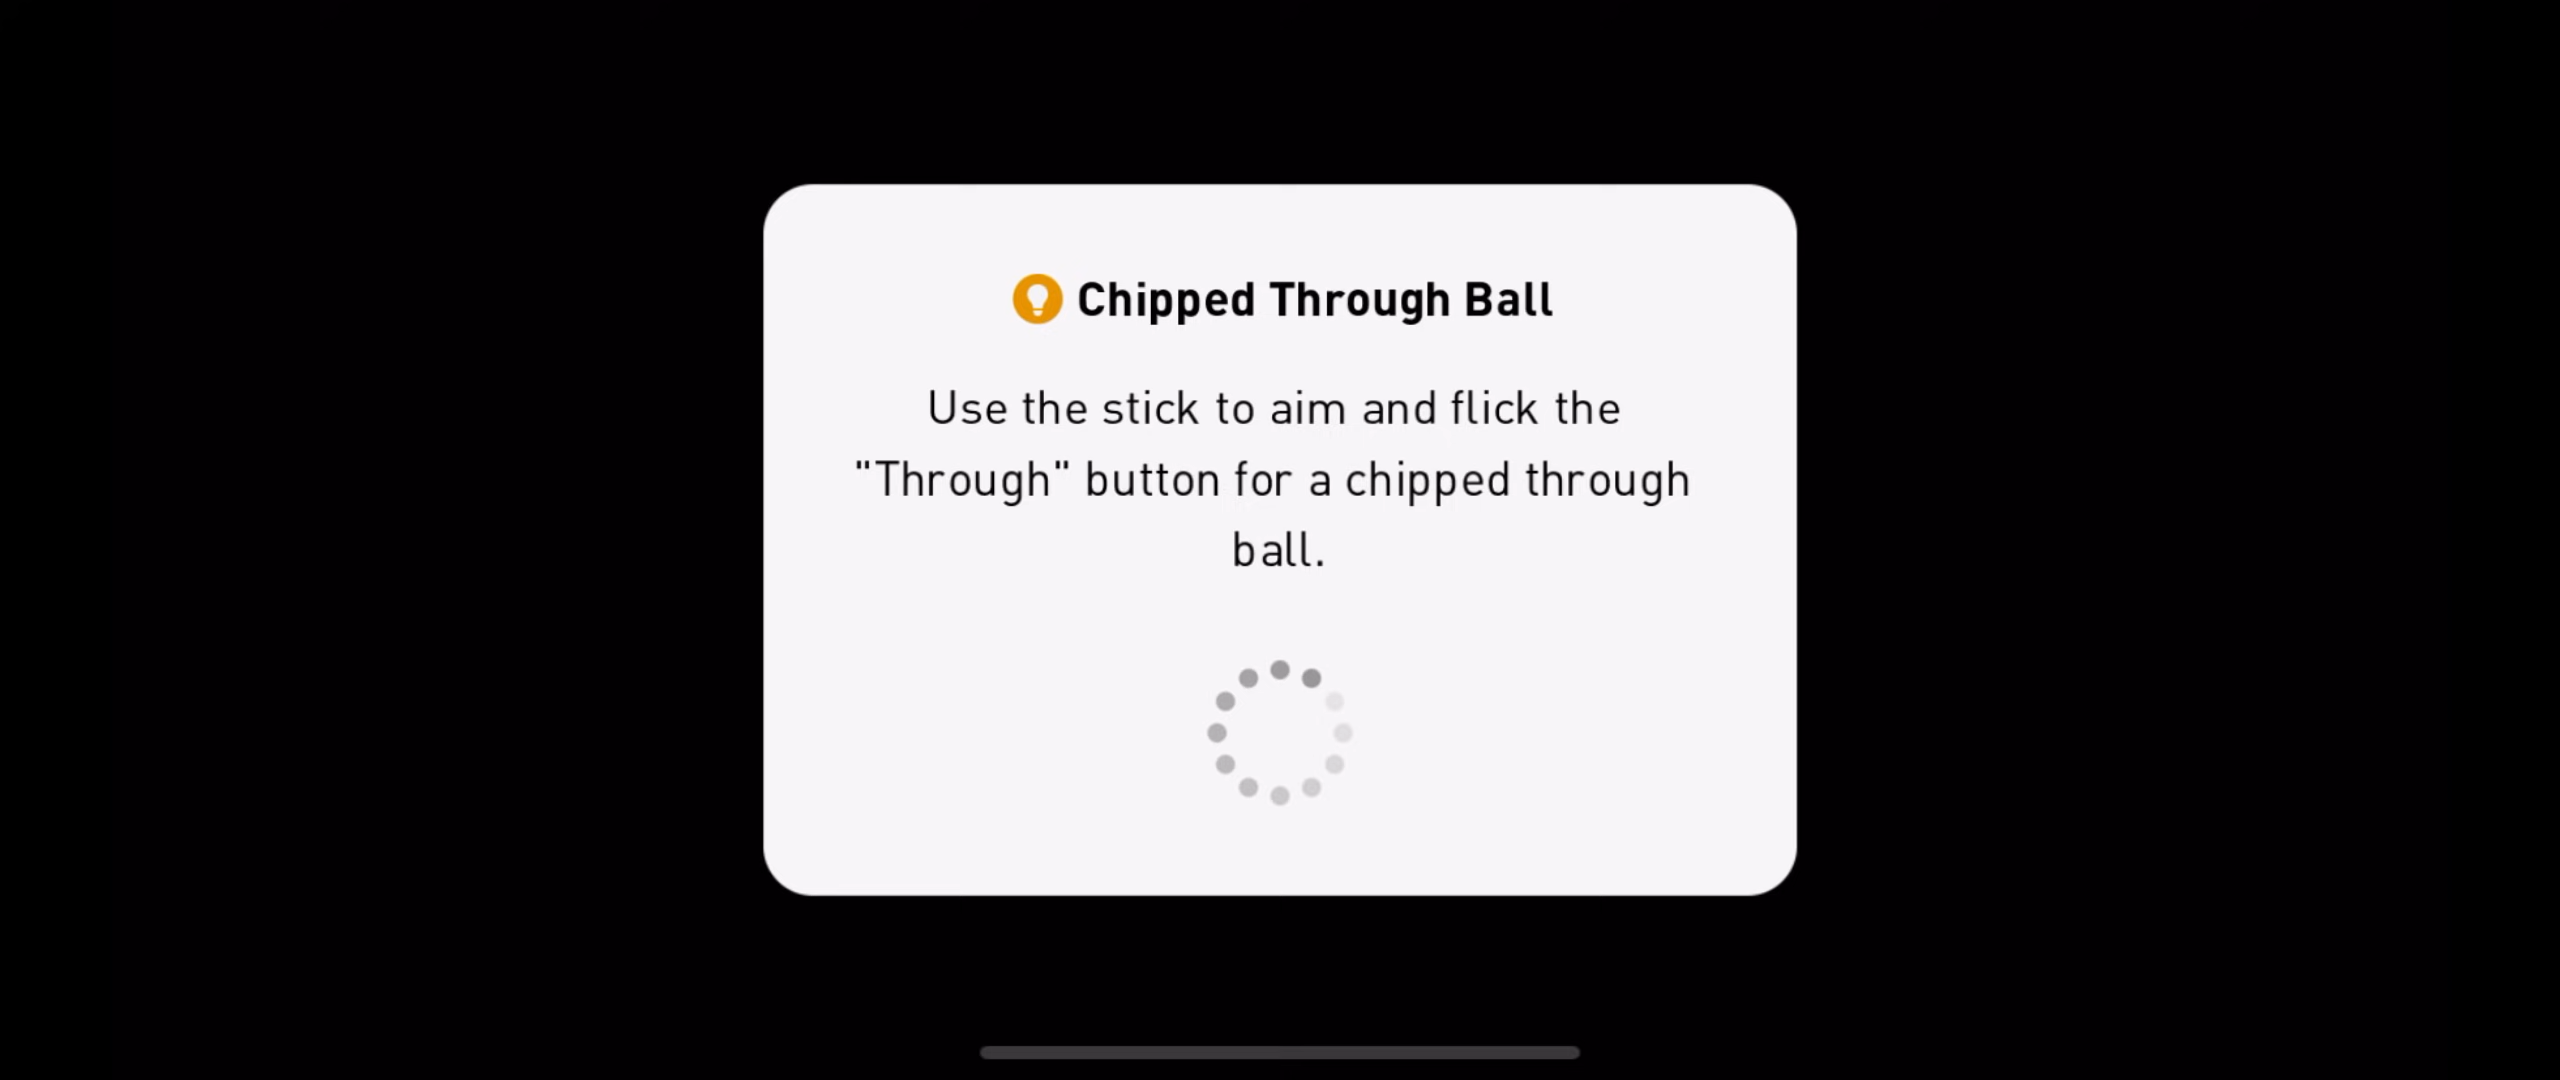 Chipped Through Ball
Use the stick to aim and flick the
"Through" button for a chipped through
ball.